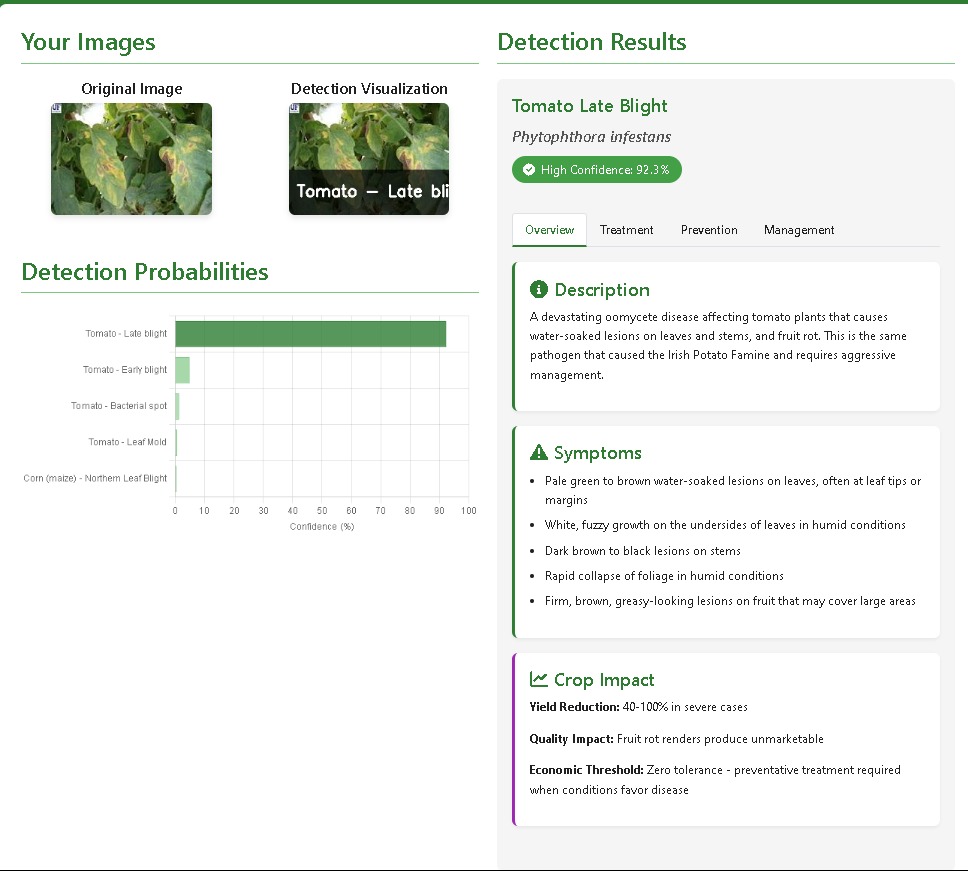 Your Images
Original Image
Detection Visualization
Tomato – Late bli
Detection Probabilities
Tomato - Late blight
Tomato - Early blight
Tomato - Bacterial spot
Tomato - Leaf Mold
Corn (maize) - Northern Leaf Blight
0 10 20 30 40 50 60 70 80 90 100
Confidence (%)
Detection Results
Tomato Late Blight
Phytophthora infestans
High Confidence: 92.3%
Overview Treatment Prevention Management
Description
A devastating oomycete disease affecting tomato plants that causes
water-soaked lesions on leaves and stems, and fruit rot. This is the same
pathogen that caused the Irish Potato Famine and requires aggressive
management.
Symptoms
• Pale green to brown water-soaked lesions on leaves, often at leaf tips or
margins
• White, fuzzy growth on the undersides of leaves in humid conditions
• Dark brown to black lesions on stems
• Rapid collapse of foliage in humid conditions
• Firm, brown, greasy-looking lesions on fruit that may cover large areas
Crop Impact
Yield Reduction: 40-100% in severe cases
Quality Impact: Fruit rot renders produce unmarketable
Economic Threshold: Zero tolerance - preventative treatment required
when conditions favor disease